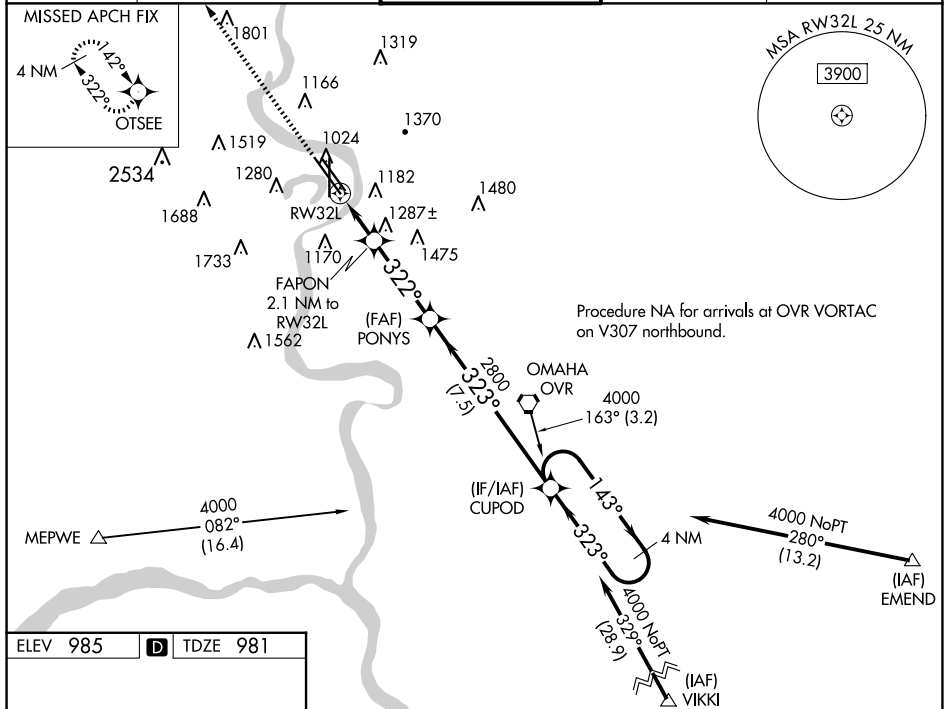 MISSED APCH FIX
4 NM
142°
322°
OTSEE
1801
1319
1166
1370
1519
1024
2534
1280
1182
1480
1688
RW32L
1287±
1733
1170
1475
FAPON
2.1 NM to
RW32L
1562
322°
(FAF)
PONYS
MSA RW32L 25 NM
3900
Procedure NA for arrivals at OVR VORTAC
on V307 northbound.
2800
323°
(7.5)
OMAHA
OVR
4000
163° (3.2)
(IF/IAF)
CUPOD
143°
323°
4 NM
MEPWE
4000
082°
(16.4)
4000 NoPT
280°
(13.2)
(IAF)
EMEND
4000 NoPT
329°
(28.9)
(IAF)
VIKKI
ELEV 985 D TDZE 981